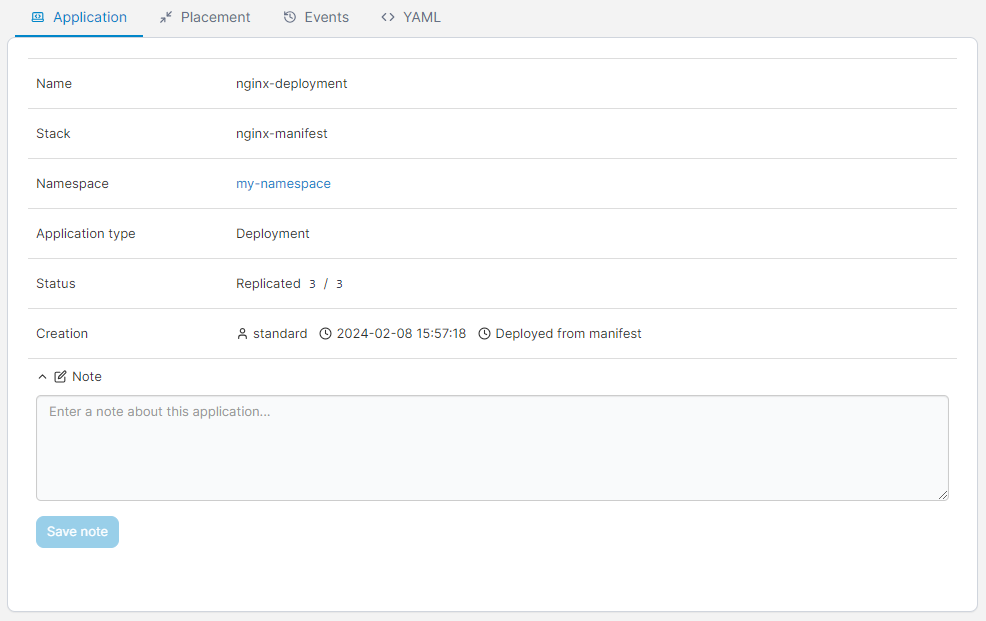 Application Placement Events YAML
Name nginx-deployment
Stack nginx-manifest
Namespace my-namespace
Application type Deployment
Status Replicated 3 / 3
Creation standard 2024-02-08 15:57:18 Deployed from manifest
Note
Enter a note about this application...
Save note